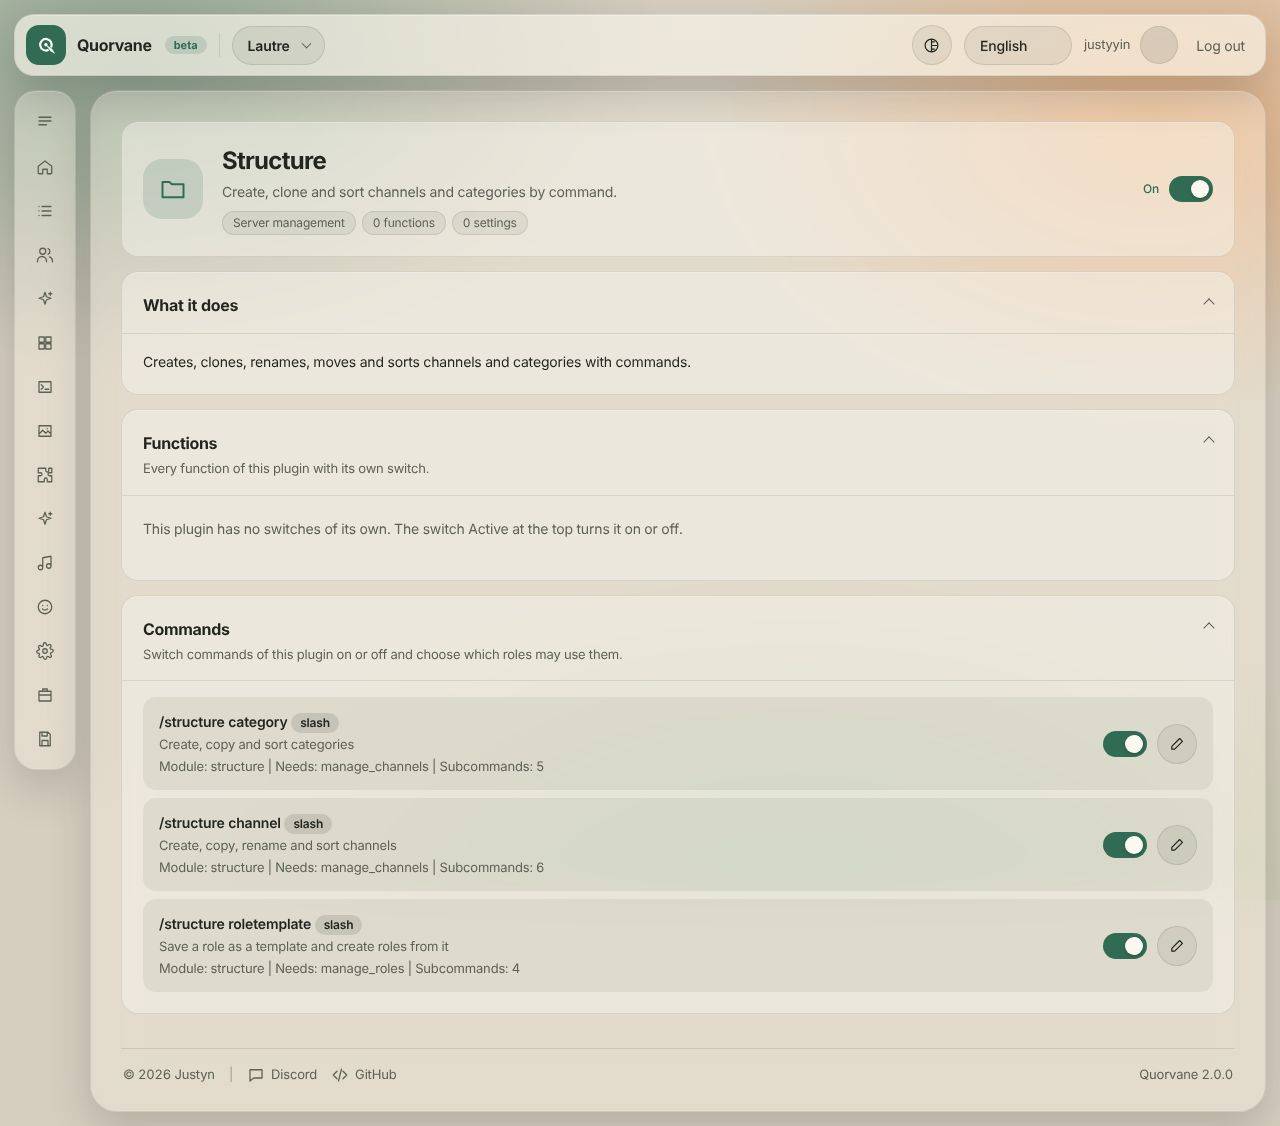 Quorvane beta Lautre English justyyin Log out
Structure
Create, clone and sort channels and categories by command.
Server management 0 functions 0 settings
On
What it does
Creates, clones, renames, moves and sorts channels and categories with commands.
Functions
Every function of this plugin with its own switch.
This plugin has no switches of its own. The switch Active at the top turns it on or off.
Commands
Switch commands of this plugin on or off and choose which roles may use them.
/structure category slash
Create, copy and sort categories
Module: structure | Needs: manage_channels | Subcommands: 5
/structure channel slash
Create, copy, rename and sort channels
Module: structure | Needs: manage_channels | Subcommands: 6
/structure roletemplate slash
Save a role as a template and create roles from it
Module: structure | Needs: manage_roles | Subcommands: 4
© 2026 Justyn | Discord GitHub Quorvane 2.0.0